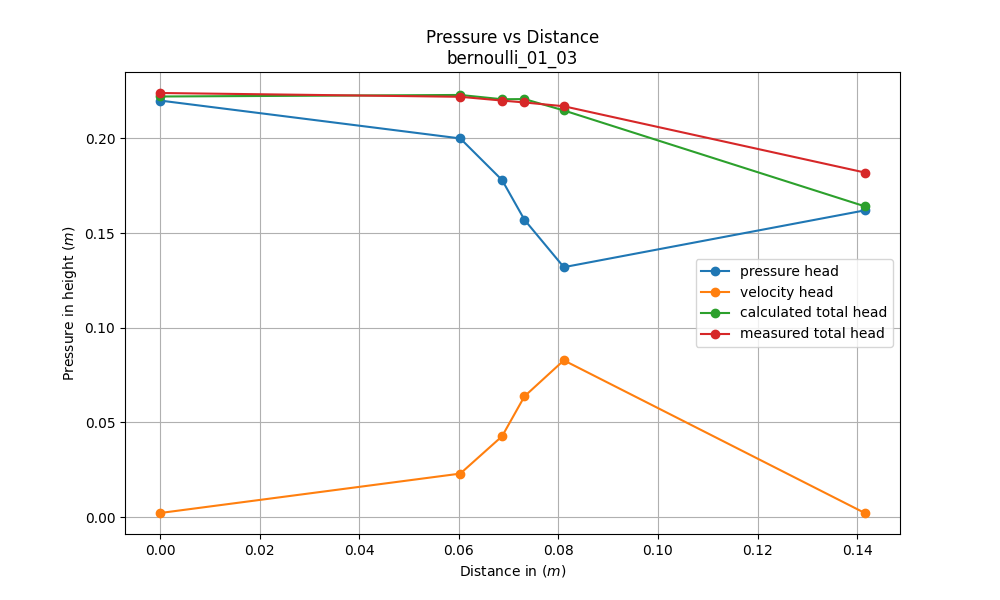 Pressure vs Distance
bernoulli_01_03
Pressure in height (m)
0.20
0.15
0.10
0.05
0.00
pressure head
velocity head
calculated total head
measured total head
0.00 0.02 0.04 0.06 0.08 0.10 0.12 0.14
Distance in (m)